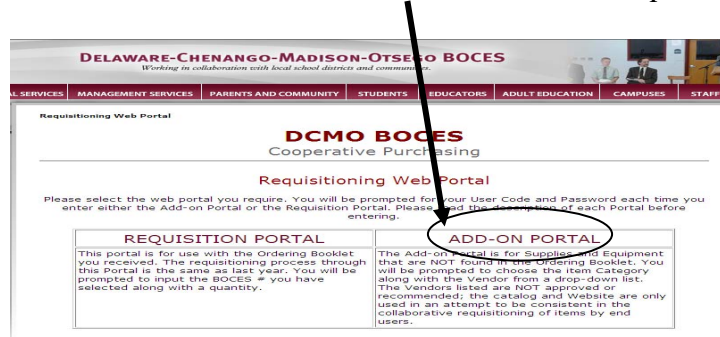 DELAWARE-CHENANGO-MADISON-OTSEGO BOCES
Working in collaboration with local school districts and communities.
L SERVICES MANAGEMENT SERVICES PARENTS AND COMMUNITY STUDENTS EDUCATORS ADULT EDUCATION CAMPUSES STAFF
Requisitioning Web Portal
DCMO BOCES
Cooperative Purchasing
Requisitioning Web Portal
Please select the web portal you require. You will be prompted for your User Code and Password each time you
enter either the Add-on Portal or the Requisition Portal. Please read the description of each Portal before
entering.
REQUISITION PORTAL
This portal is for use with the Ordering Booklet
you received. The requisitioning process through
this Portal is the same as last year. You will be
prompted to input the BOCES # you have
selected along with a quantity.
ADD-ON PORTAL
The Add-on Portal is for Supplies and Equipment
that are NOT found in the Ordering Booklet. You
will be prompted to choose the item Category
along with the Vendor from a drop-down list.
The Vendors listed are NOT approved or
recommended; the catalog and Website are only
used in an attempt to be consistent in the
collaborative requisitioning of items by end
users.